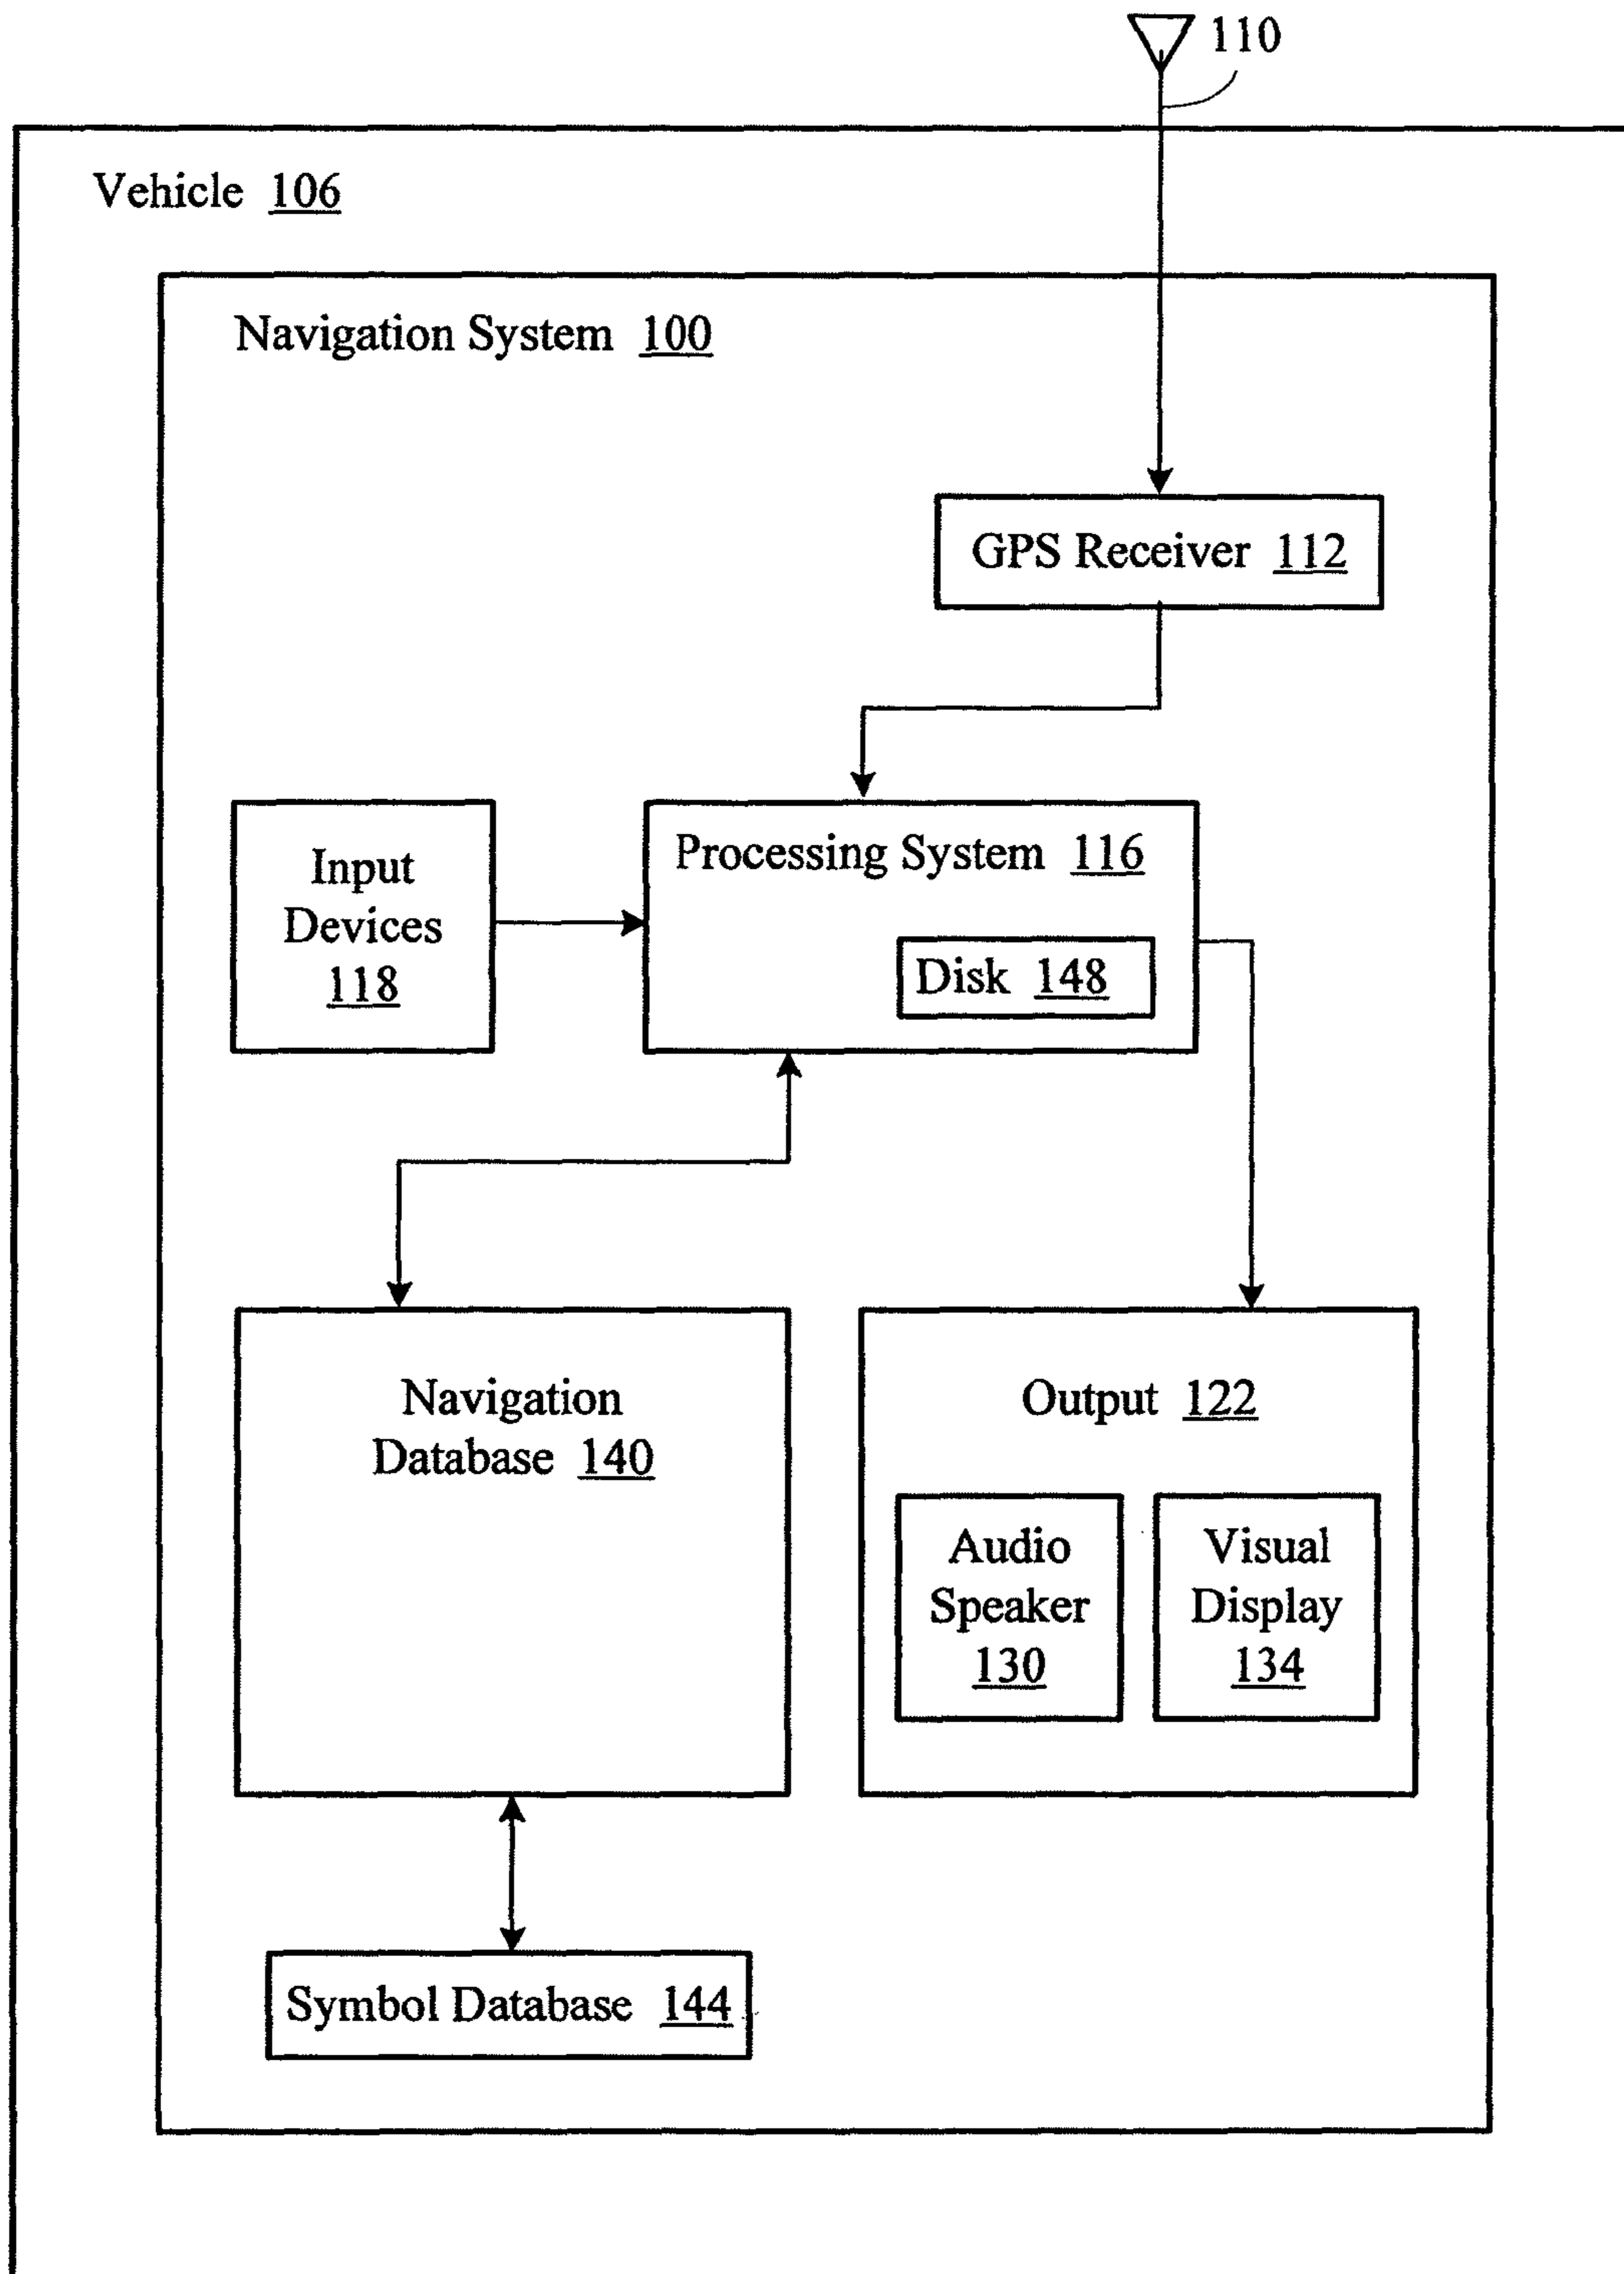 110
Vehicle 106
Navigation System 100
GPS Receiver 112
Input
Devices
118
Processing System 116
Disk 148
Navigation
Database 140
Output 122
Audio
Speaker
130
Visual
Display
134
Symbol Database 144